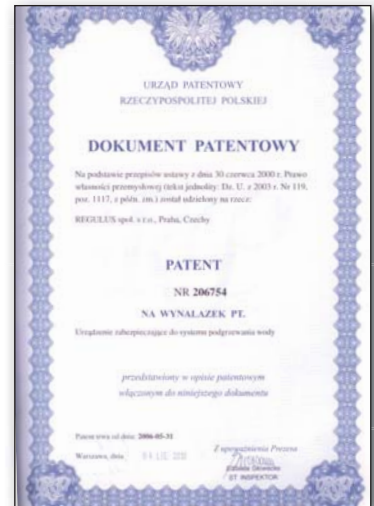 URZĄD PATENTOWY
RZECZYPOSPOLITEJ POLSKIEJ
DOKUMENT PATENTOWY
Na podstawie przepisów ustawy z dnia 30 czerwca 2000 r. Prawo
własności przemysłowej (tekst jednolity: Dz. U. z 2003 r. Nr 119,
poz. 1117, z późn. zm.) został udzielony na rzecz:
REGULUS spol. s r.o., Praha, Czechy
PATENT
NR 206754
NA WYNALAZEK PT.
Urządzenie zabezpieczające do systemu podgrzewania wody
przedstawiony w opisie patentowym
włączonym do niniejszego dokumentu
Patent trwa od dnia: 2006-05-31
Warszawa, dnia
Z upoważnienia Prezesa
ST. INSPEKTOR